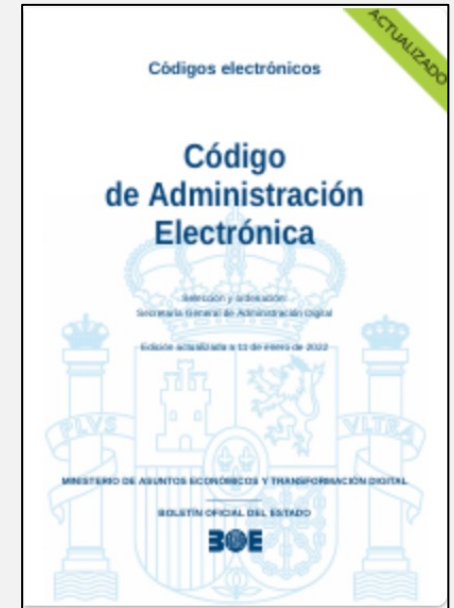 ACTUALIZADO
Códigos electrónicos
Código
de Administración
Electrónica
Selección y ordenación:
Secretaría General de Administración Digital
Edición actualizada a 11 de enero de 2022
PLVS
VLTRA
MINISTERIO DE ASUNTOS ECONÓMICOS Y TRANSFORMACIÓN DIGITAL
BOLETÍN OFICIAL DEL ESTADO
BOE